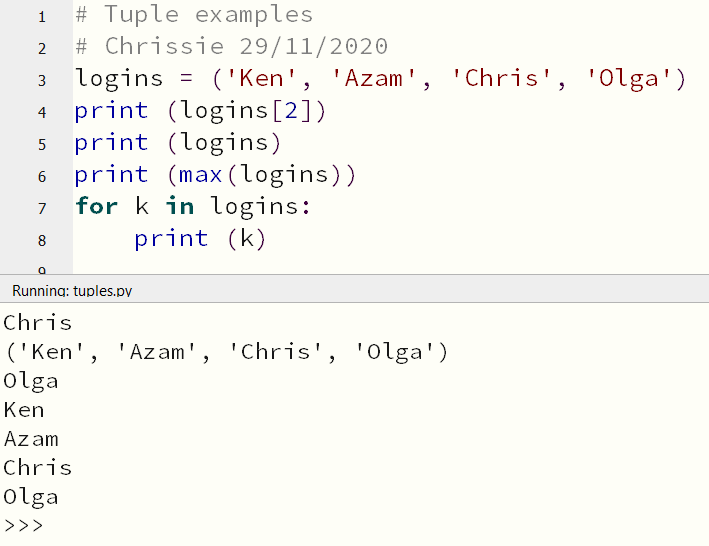 1 # Tuple examples
2 # Chrissie 29/11/2020
3 logins = ('Ken', 'Azam', 'Chris', 'Olga')
4 print (logins[2])
5 print (logins)
6 print (max(logins))
7 for k in logins:
8     print (k)
9
Running: tuples.py
Chris
('Ken', 'Azam', 'Chris', 'Olga')
Olga
Ken
Azam
Chris
Olga
>>>